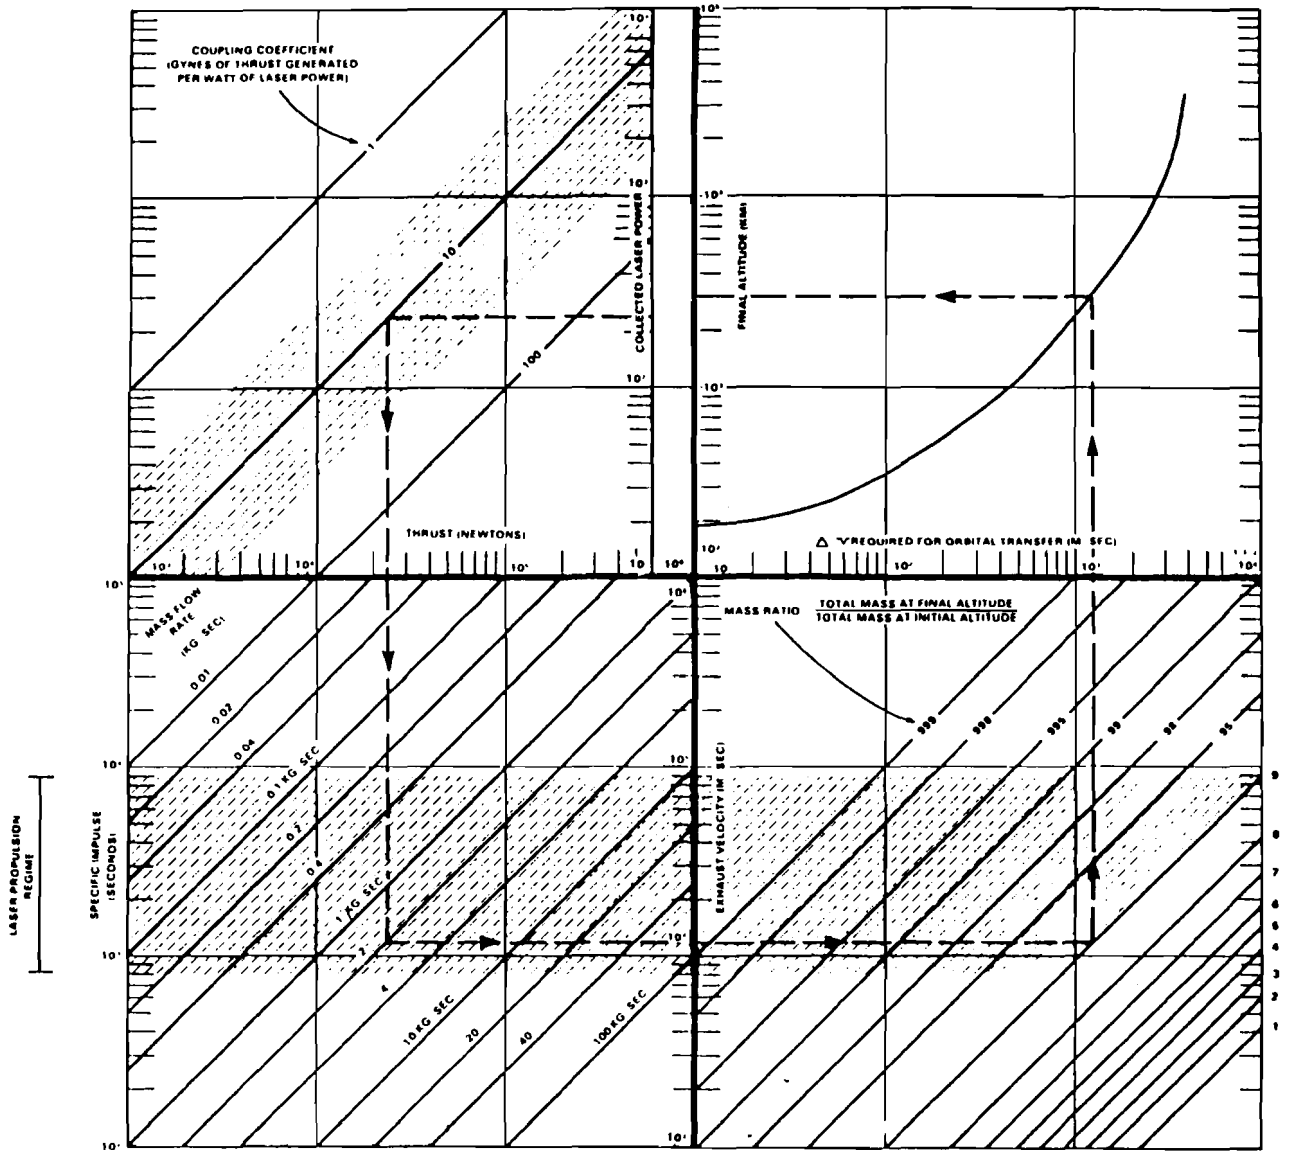 COUPLING COEFFICIENT
(GYNES OF THRUST GENERATED
PER WATT OF LASER POWER)
1
10
100
COLLECTED LASER POWER
THRUST (NEWTONS)
FINAL ALTITUDE (KM)
△ V REQUIRED FOR ORBITAL TRANSFER (M SEC)
MASS FLOW
RATE
(KG SEC)
0 01
0 02
0 04
0.1 KG SEC
0 2
0 4
1 KG SEC
2
4
10 KG SEC
20
40
100 KG SEC
SPECIFIC IMPULSE
(SECONDS)
LASER PROPULSION
REGIME
MASS RATIO
TOTAL MASS AT FINAL ALTITUDE
TOTAL MASS AT INITIAL ALTITUDE
999
998
995
99
98
95
9
8
7
6
5
4
3
2
1
EXHAUST VELOCITY (M SEC)